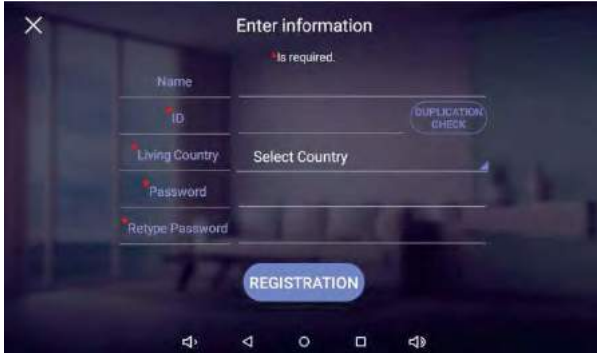 Enter information
*Is required.
Name
*ID
DUPLICATION
CHECK
*Living Country
Select Country
*Password
*Retype Password
REGISTRATION